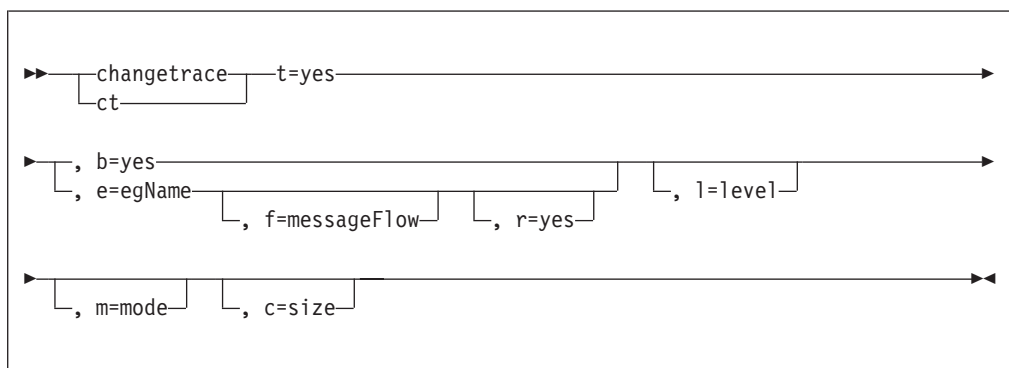 changetrace t=yes
ct
, b=yes
, e=egName , l=level
, f=messageFlow , r=yes
, m=mode , c=size